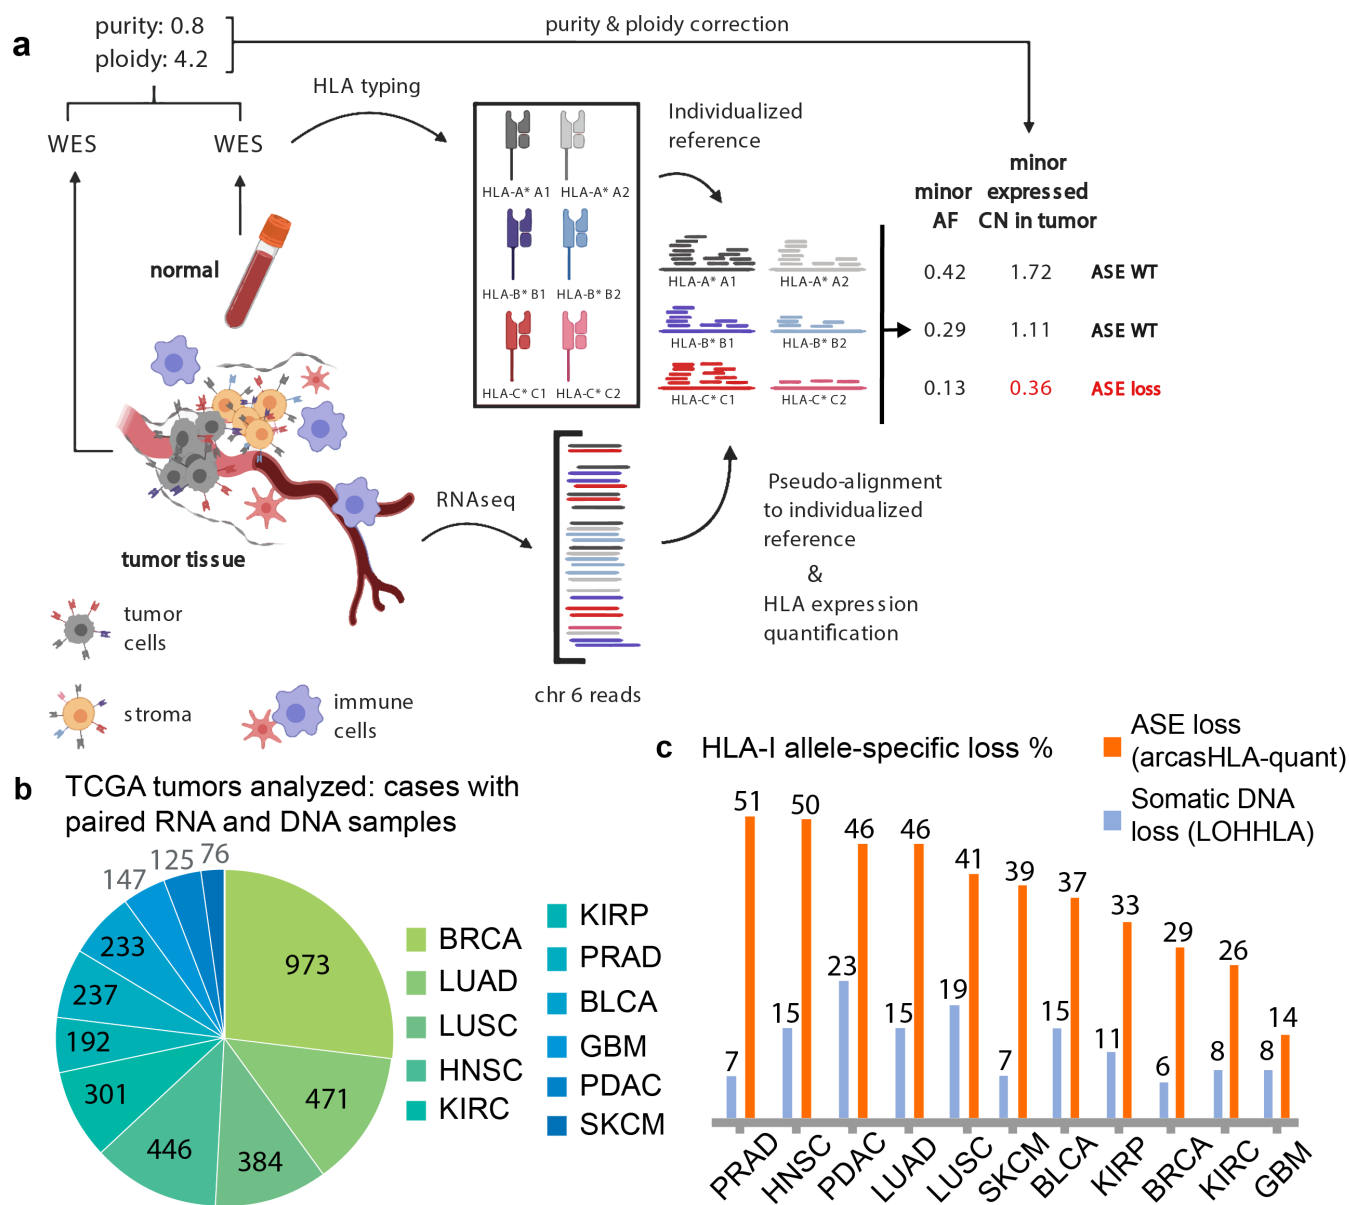 a
purity: 0.8
ploidy: 4.2
purity & ploidy correction
WES
WES
HLA typing
normal
HLA-A* A1
HLA-A* A2
HLA-B* B1
HLA-B* B2
HLA-C* C1
HLA-C* C2
Individualized
reference
HLA-A* A1
HLA-A* A2
HLA-B* B1
HLA-B* B2
HLA-C* C1
HLA-C* C2
minor
AF
minor
expressed
CN in tumor
0.42 1.72 ASE WT
0.29 1.11 ASE WT
0.13 0.36 ASE loss
tumor tissue
RNAseq
chr 6 reads
Pseudo-alignment
to individualized
reference
&
HLA expression
quantification
tumor
cells
stroma
immune
cells
b
TCGA tumors analyzed: cases with
paired RNA and DNA samples
973
471
384
446
301
192
237
233
147
125
76
BRCA
LUAD
LUSC
HNSC
KIRC
KIRP
PRAD
BLCA
GBM
PDAC
SKCM
c
HLA-I allele-specific loss %
ASE loss
(arcasHLA-quant)
Somatic DNA
loss (LOHHLA)
7 51
15 50
23 46
15 46
19 41
7 39
15 37
11 33
6 29
8 26
8 14
PRAD
HNSC
PDAC
LUAD
LUSC
SKCM
BLCA
KIRP
BRCA
KIRC
GBM